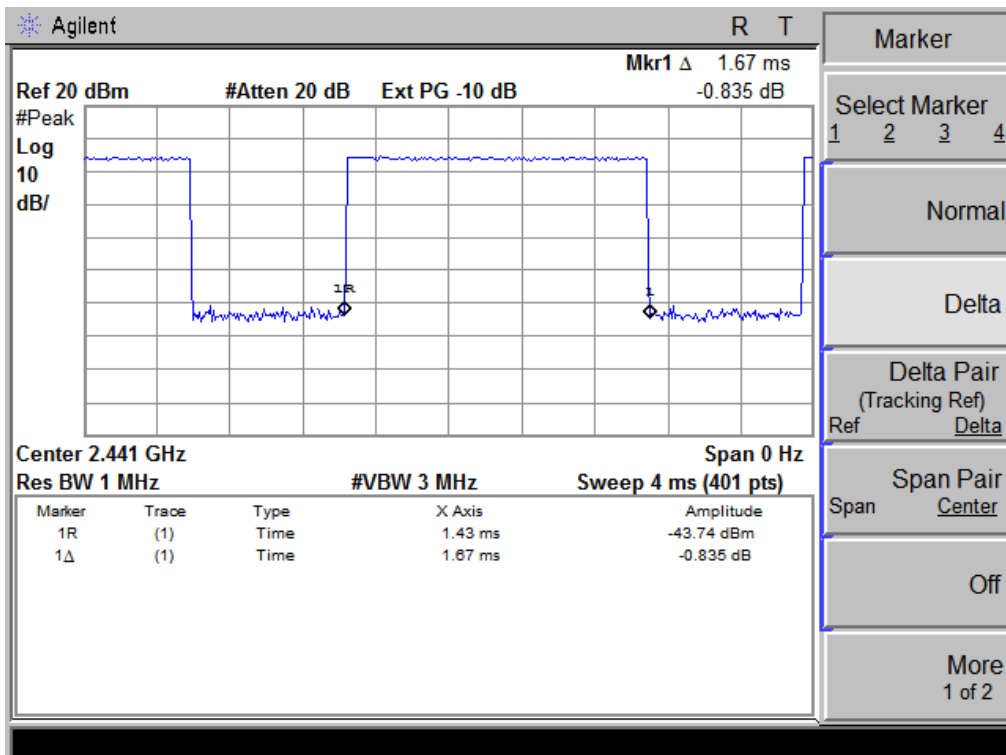 Agilent R T
Mkr1 Δ 1.67 ms
Ref 20 dBm #Atten 20 dB Ext PG -10 dB -0.835 dB
#Peak
Log
10
dB/
1R
1
Center 2.441 GHz Span 0 Hz
Res BW 1 MHz #VBW 3 MHz Sweep 4 ms (401 pts)
Marker Trace Type X Axis Amplitude
1R (1) Time 1.43 ms -43.74 dBm
1Δ (1) Time 1.67 ms -0.835 dB
Marker
Select Marker
1 2 3 4
Normal
Delta
Delta Pair
(Tracking Ref)
Ref Delta
Span Pair
Span Center
Off
More
1 of 2